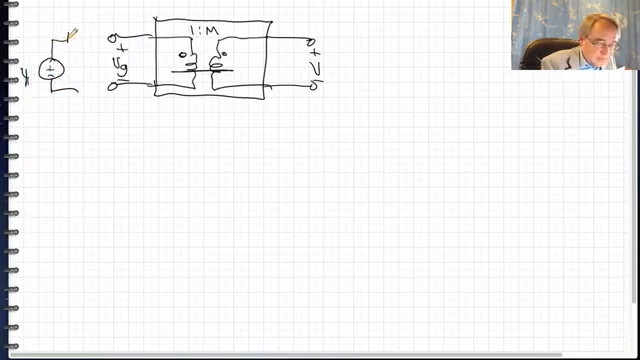 1:M
+ +
Vg V
- -
+